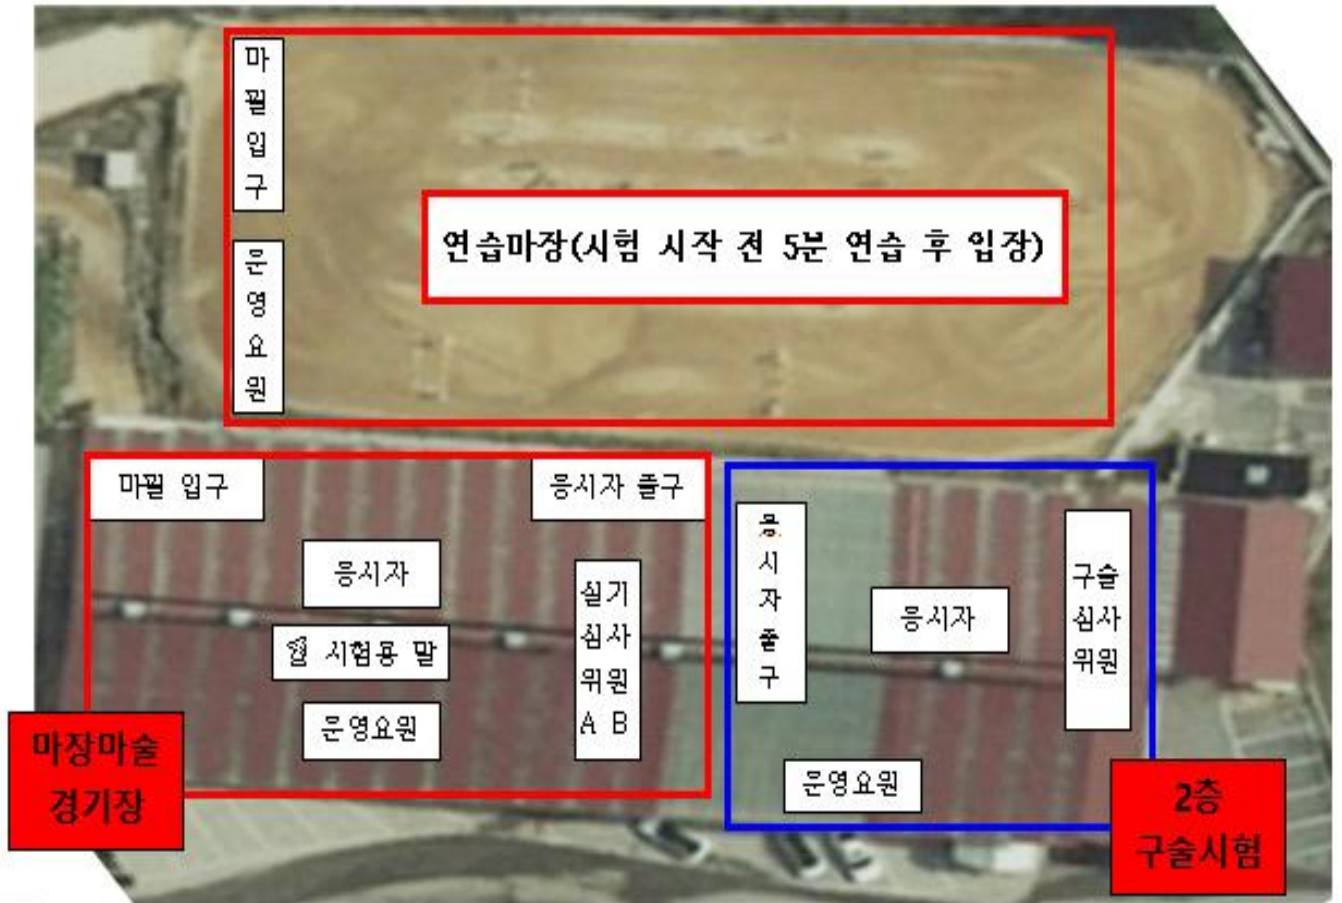 마필입구
운영요원
연습마장(시험 시작 전 5분 연습 후 입장)
마필 입구
응시자 출구
응시자
시험용 말
운영요원
실기
심사
위원
A B
마장마술
경기장
응시자출구
응시자
구술
심사
위원
운영요원
2층
구술시험